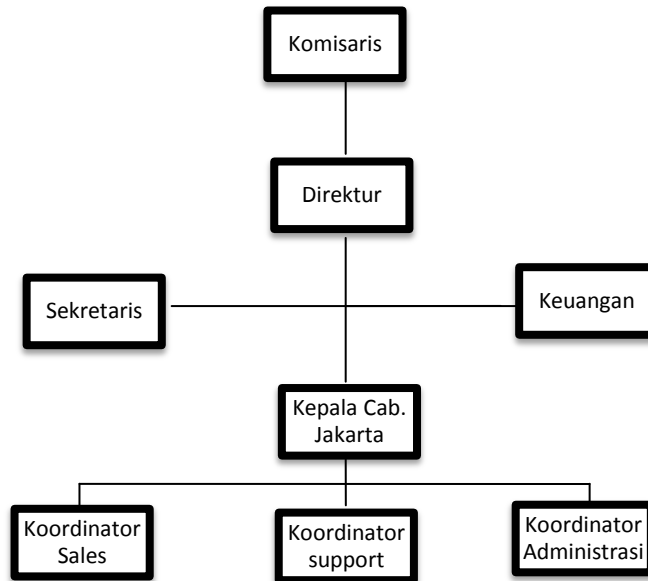 Komisaris
Direktur
Sekretaris
Keuangan
Kepala Cab.
Jakarta
Koordinator
Sales
Koordinator
support
Koordinator
Administrasi